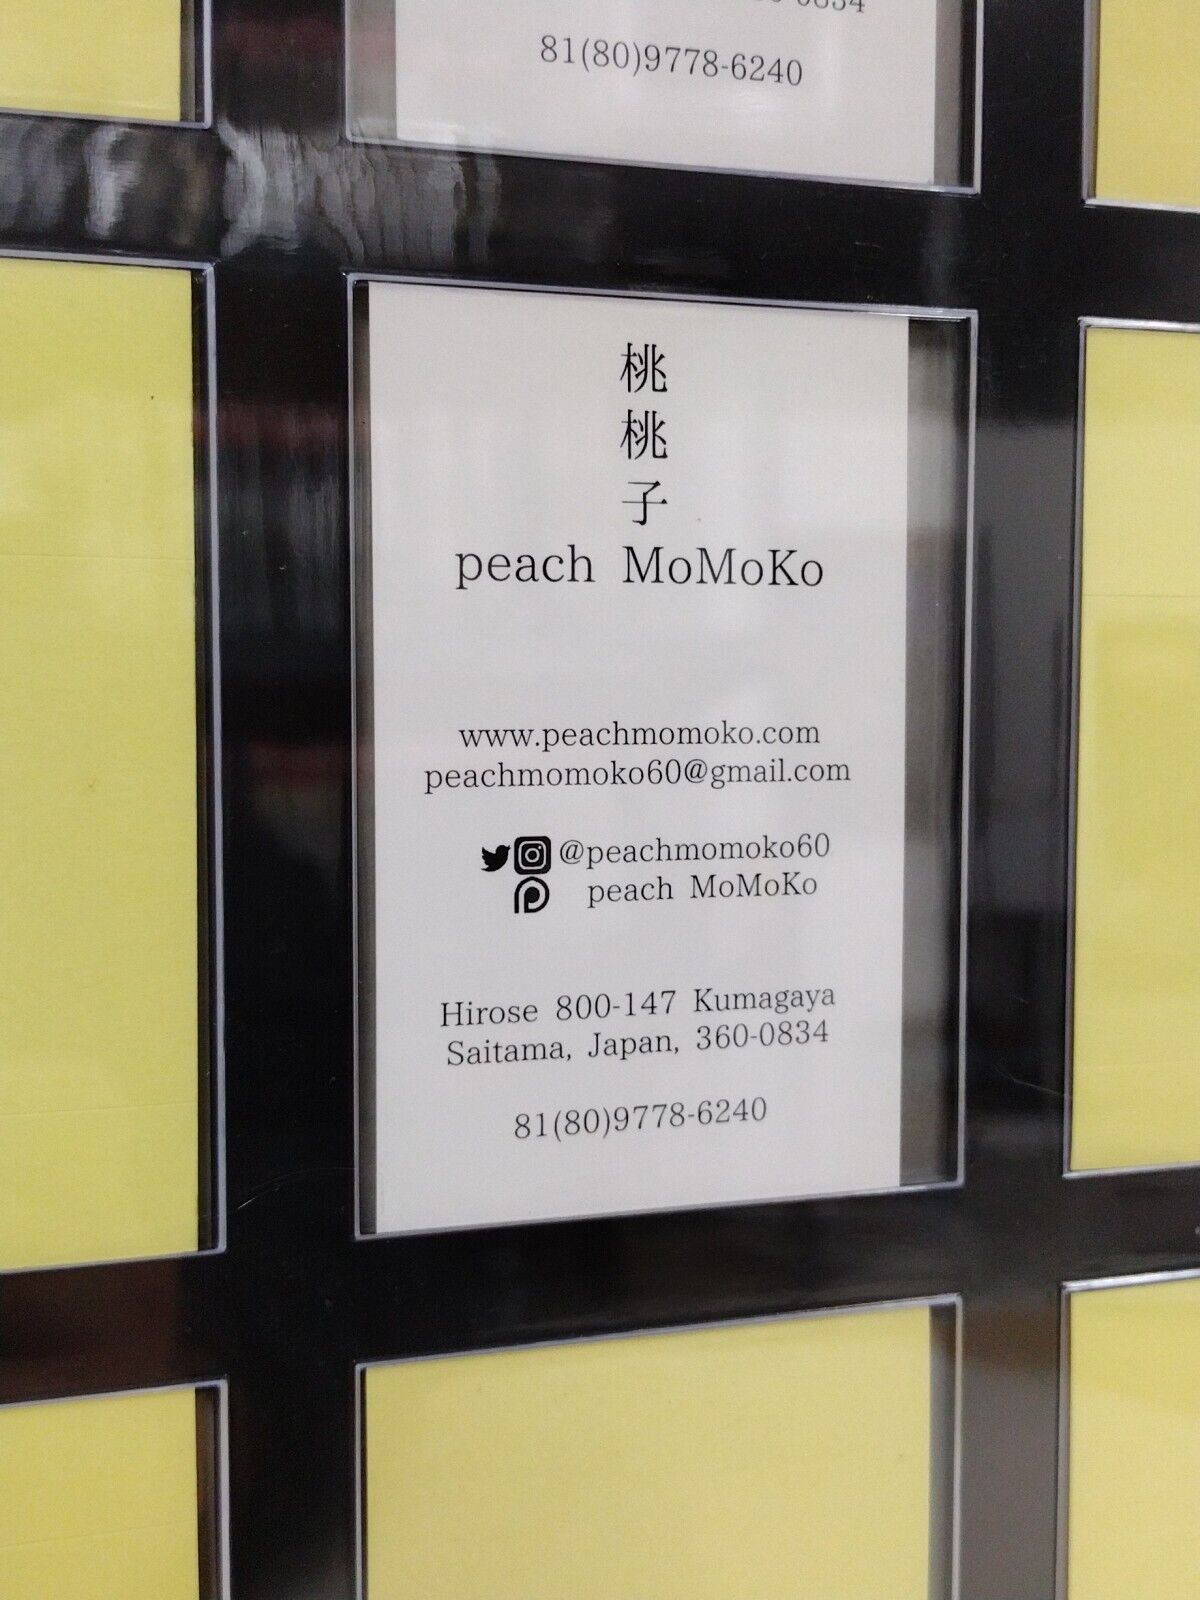 81(80)9778-6240
桃
桃
子
peach MoMoKo
www.peachmomoko.com
peachmomoko60@gmail.com
@peachmomoko60
peach MoMoKo
Hirose 800-147 Kumagaya
Saitama, Japan, 360-0834
81(80)9778-6240